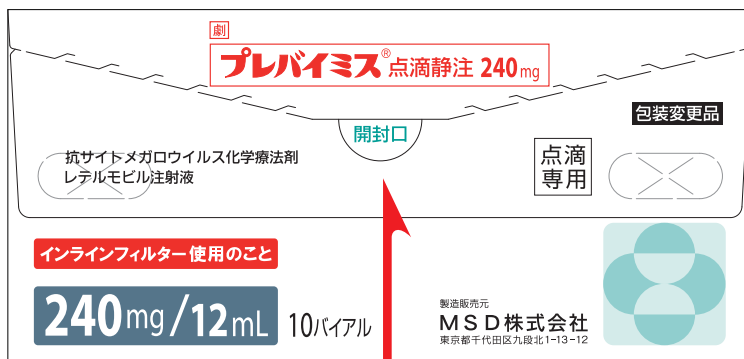 劇
プレバイミス®点滴静注 240mg
包装変更品
開封口
抗サイトメガロウイルス化学療法剤
レテルモビル注射液
点滴
専用
インラインフィルター使用のこと
240mg/12mL 10バイアル
製造販売元
MSD株式会社
東京都千代田区九段北1-13-12